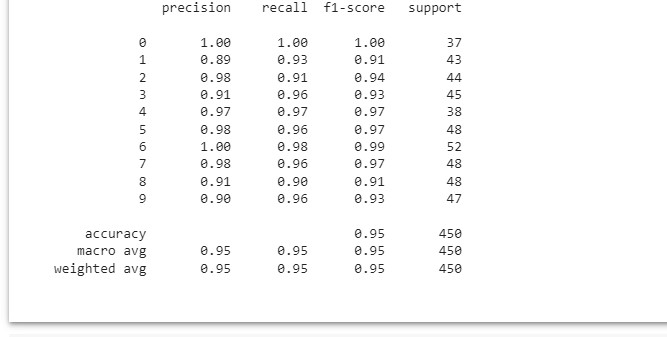 precision recall f1-score support
0 1.00 1.00 1.00 37
1 0.89 0.93 0.91 43
2 0.98 0.91 0.94 44
3 0.91 0.96 0.93 45
4 0.97 0.97 0.97 38
5 0.98 0.96 0.97 48
6 1.00 0.98 0.99 52
7 0.98 0.96 0.97 48
8 0.91 0.90 0.91 48
9 0.90 0.96 0.93 47
accuracy 0.95 450
macro avg 0.95 0.95 0.95 450
weighted avg 0.95 0.95 0.95 450